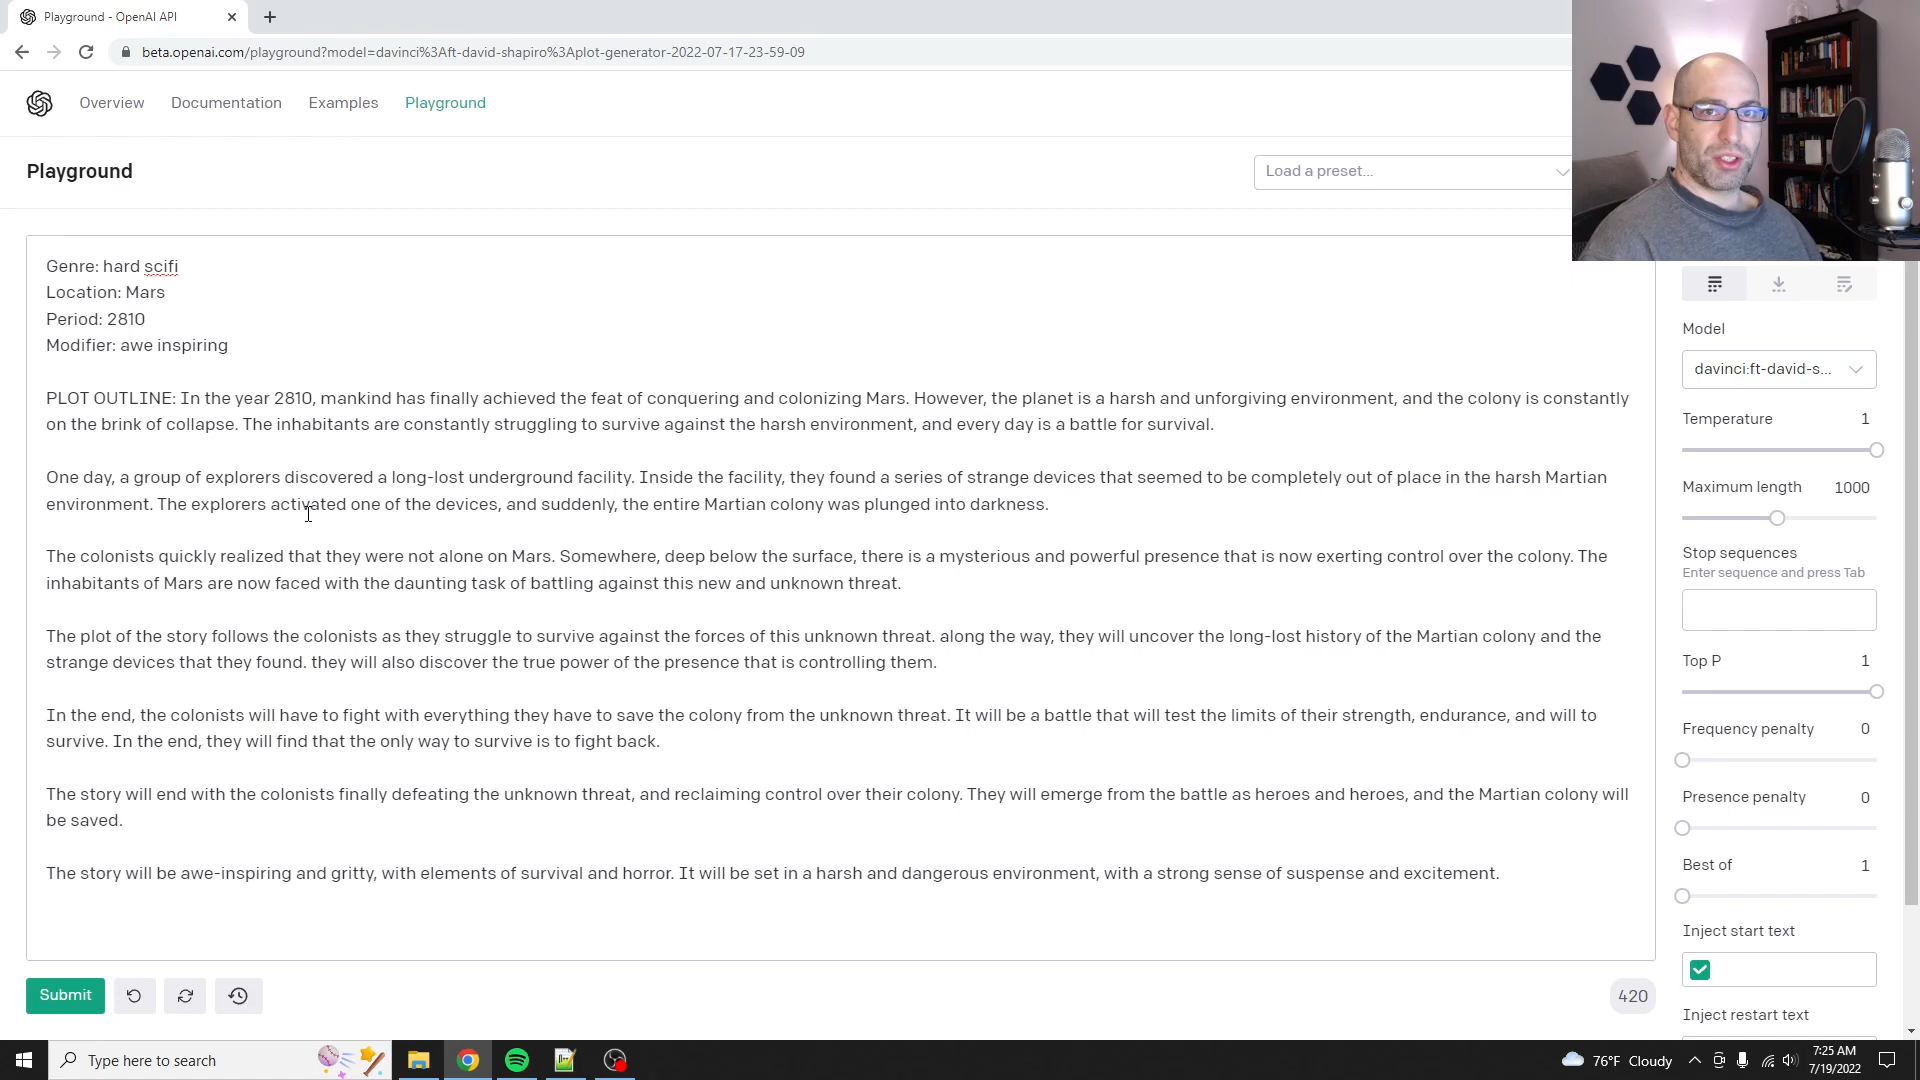 Playground - OpenAI API
beta.openai.com/playground?model=davinci%3Aft-david-shapiro%3Aplot-generator-2022-07-17-23-59-09
Overview Documentation Examples Playground
Playground
Load a preset...
Genre: hard scifi
Location: Mars
Period: 2810
Modifier: awe inspiring
PLOT OUTLINE: In the year 2810, mankind has finally achieved the feat of conquering and colonizing Mars. However, the planet is a harsh and unforgiving environment, and the colony is constantly
on the brink of collapse. The inhabitants are constantly struggling to survive against the harsh environment, and every day is a battle for survival.
One day, a group of explorers discovered a long-lost underground facility. Inside the facility, they found a series of strange devices that seemed to be completely out of place in the harsh Martian
environment. The explorers activated one of the devices, and suddenly, the entire Martian colony was plunged into darkness.
The colonists quickly realized that they were not alone on Mars. Somewhere, deep below the surface, there is a mysterious and powerful presence that is now exerting control over the colony. The
inhabitants of Mars are now faced with the daunting task of battling against this new and unknown threat.
The plot of the story follows the colonists as they struggle to survive against the forces of this unknown threat. along the way, they will uncover the long-lost history of the Martian colony and the
strange devices that they found. they will also discover the true power of the presence that is controlling them.
In the end, the colonists will have to fight with everything they have to save the colony from the unknown threat. It will be a battle that will test the limits of their strength, endurance, and will to
survive. In the end, they will find that the only way to survive is to fight back.
The story will end with the colonists finally defeating the unknown threat, and reclaiming control over their colony. They will emerge from the battle as heroes and heroes, and the Martian colony will
be saved.
The story will be awe-inspiring and gritty, with elements of survival and horror. It will be set in a harsh and dangerous environment, with a strong sense of suspense and excitement.
Submit
420
Model
davinci:ft-david-s...
Temperature 1
Maximum length 1000
Stop sequences
Enter sequence and press Tab
Top P 1
Frequency penalty 0
Presence penalty 0
Best of 1
Inject start text
Inject restart text
Type here to search
76°F Cloudy
7:25 AM
7/19/2022